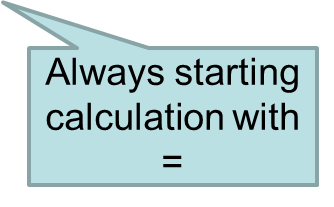 Always starting
calculation with
=